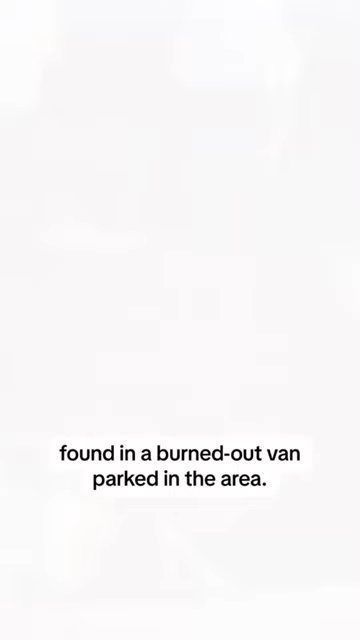 found in a burned-out van
parked in the area.